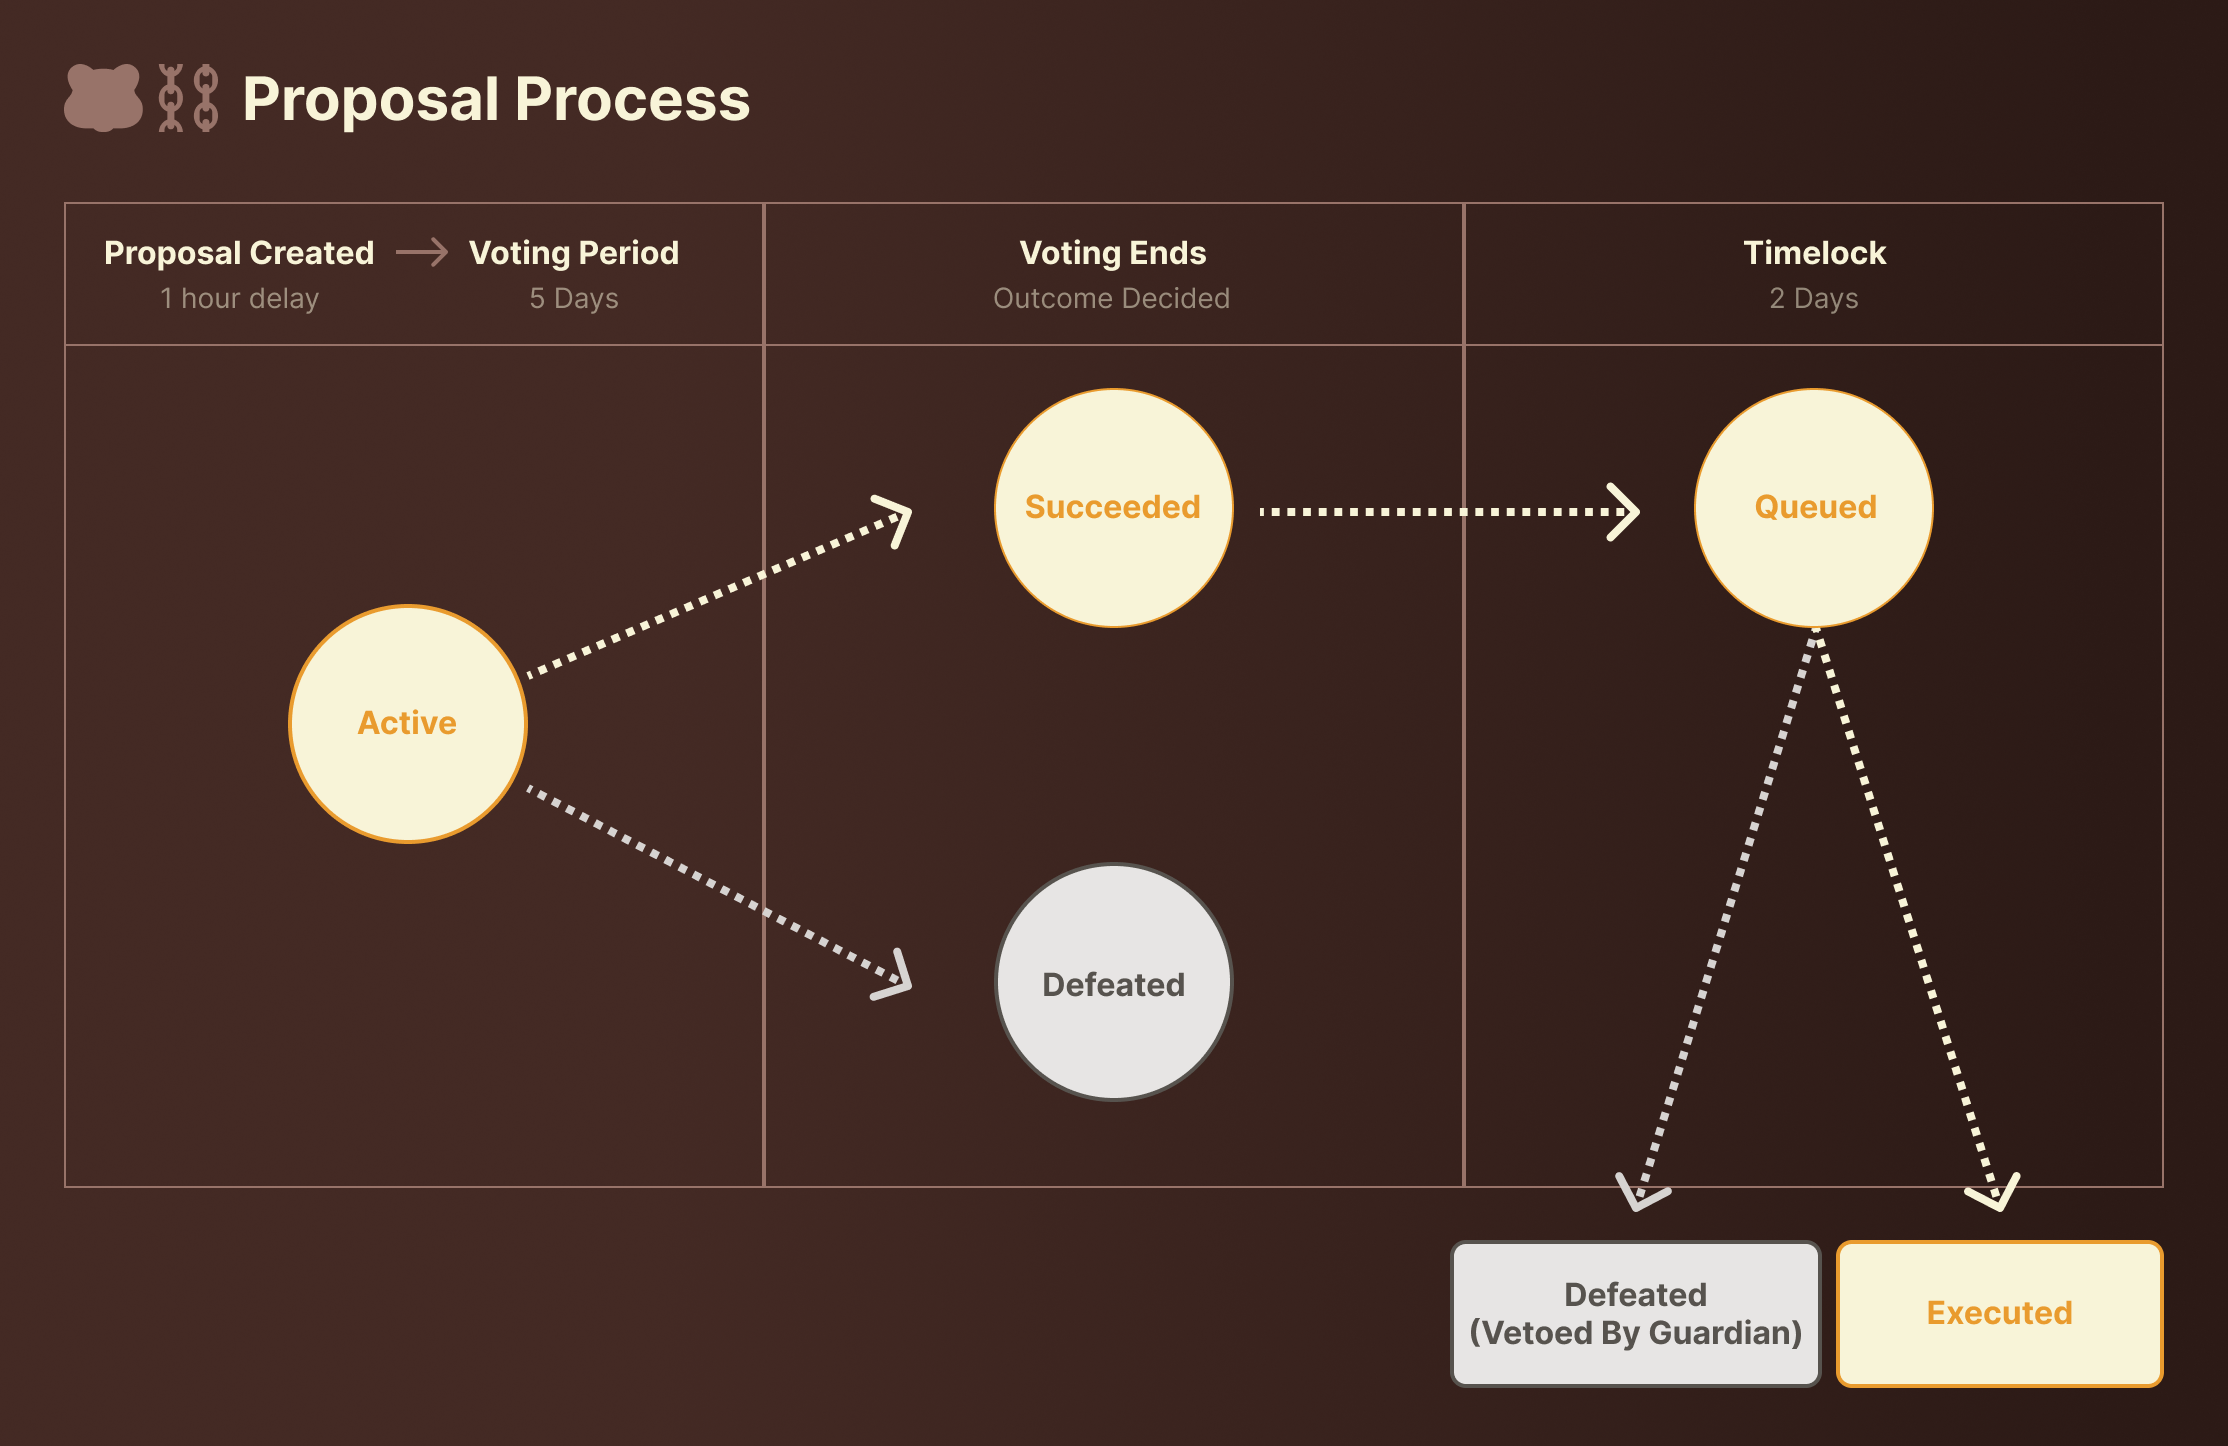 Proposal Process
Proposal Created
Voting Period
1 hour delay
5 Days
Voting Ends
Outcome Decided
Timelock
2 Days
Active
Succeeded
Defeated
Queued
Defeated
(Vetoed By Guardian)
Executed